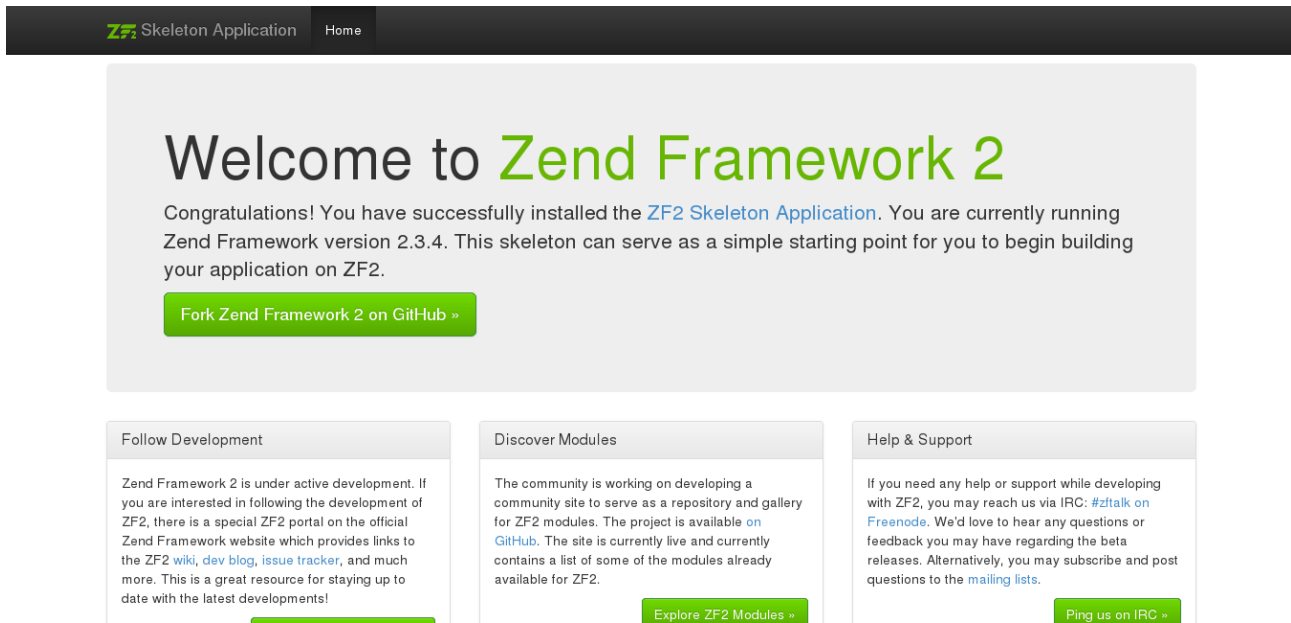 ZF2 Skeleton Application Home
Welcome to Zend Framework 2
Congratulations! You have successfully installed the ZF2 Skeleton Application. You are currently running
Zend Framework version 2.3.4. This skeleton can serve as a simple starting point for you to begin building
your application on ZF2.
Fork Zend Framework 2 on GitHub »
Follow Development
Zend Framework 2 is under active development. If
you are interested in following the development of
ZF2, there is a special ZF2 portal on the official
Zend Framework website which provides links to
the ZF2 wiki, dev blog, issue tracker, and much
more. This is a great resource for staying up to
date with the latest developments!
Discover Modules
The community is working on developing a
community site to serve as a repository and gallery
for ZF2 modules. The project is available on
GitHub. The site is currently live and currently
contains a list of some of the modules already
available for ZF2.
Explore ZF2 Modules »
Help & Support
If you need any help or support while developing
with ZF2, you may reach us via IRC: #zftalk on
Freenode. We'd love to hear any questions or
feedback you may have regarding the beta
releases. Alternatively, you may subscribe and post
questions to the mailing lists.
Ping us on IRC »